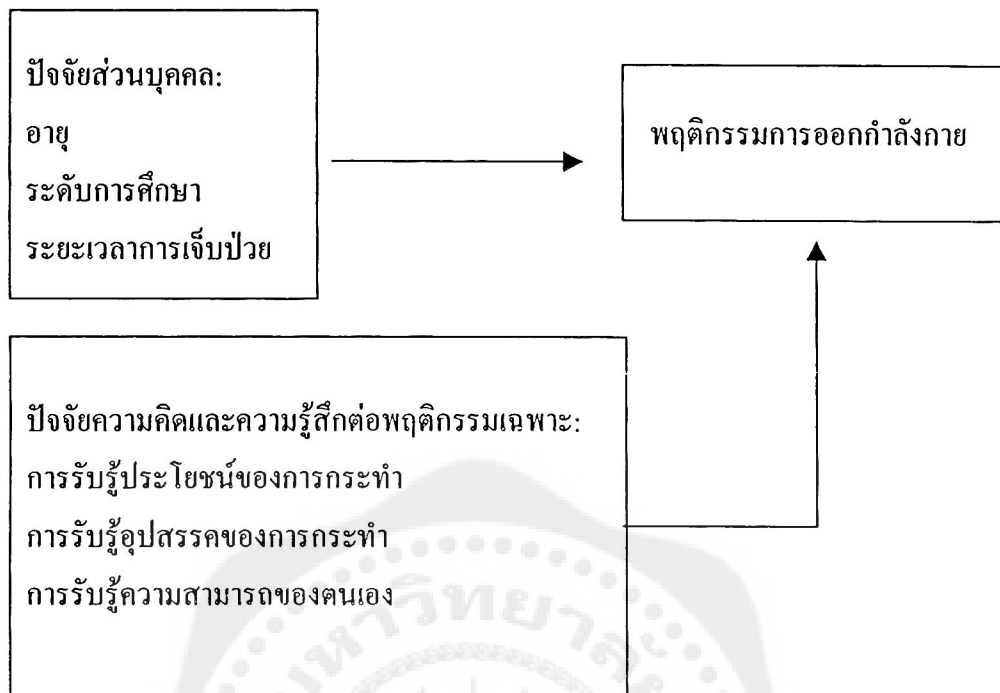 ปัจจัยส่วนบุคคล:
อายุ
ระดับการศึกษา
ระยะเวลาการเจ็บป่วย
พฤติกรรมการออกกำลังกาย
ปัจจัยความคิดและความรู้สึกต่อพฤติกรรมเฉพาะ:
การรับรู้ประโยชน์ของการกระทำ
การรับรู้อุปสรรคของการกระทำ
การรับรู้ความสามารถของตนเอง